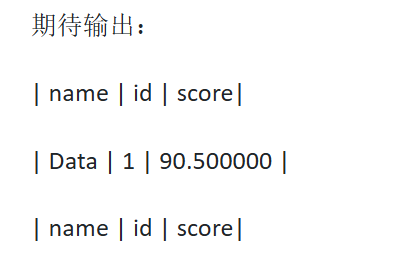 期待输出：
| name | id | score|
| Data | 1 | 90.500000 |
| name | id | score|